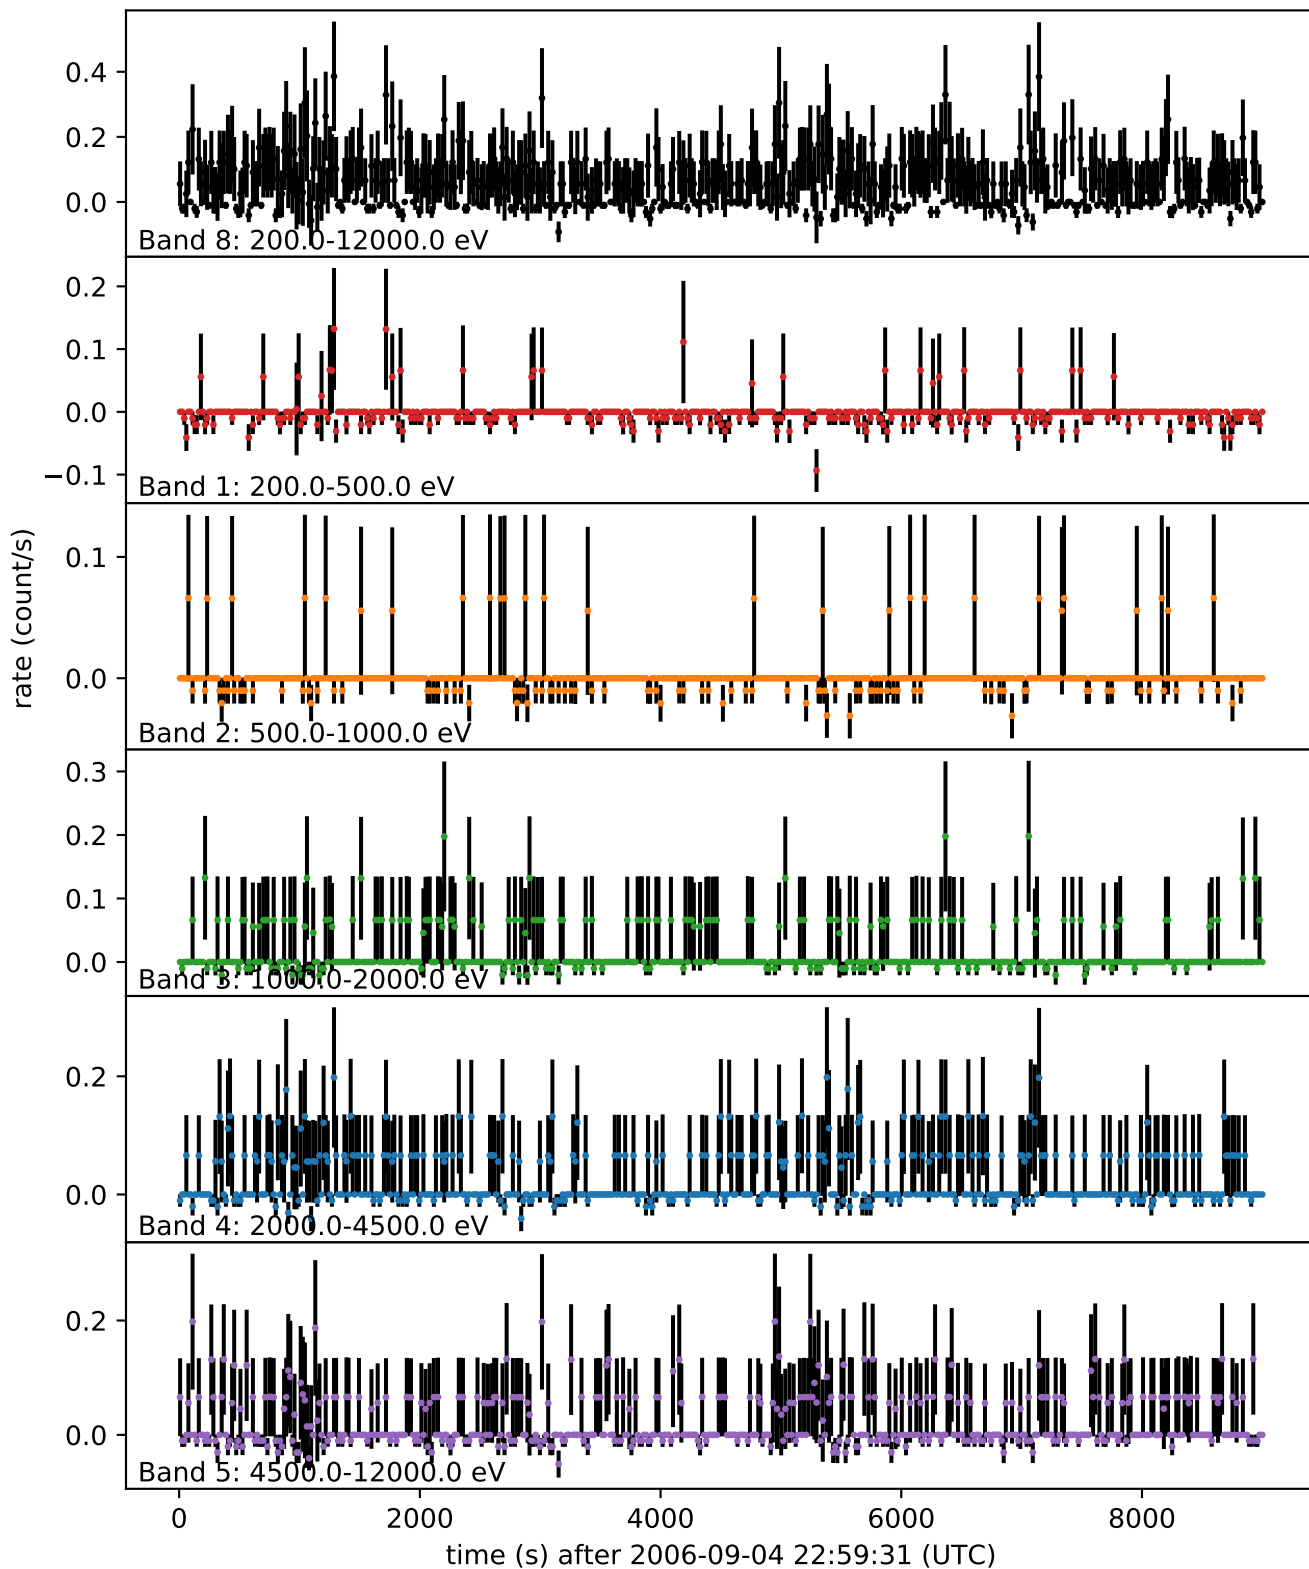 0.4
0.2
0.0
Band 8: 200.0-12000.0 eV
0.2
0.1
0.0
−0.1
Band 1: 200.0-500.0 eV
0.1
0.0
Band 2: 500.0-1000.0 eV
0.3
0.2
0.1
0.0
Band 3: 1000.0-2000.0 eV
0.2
0.0
Band 4: 2000.0-4500.0 eV
0.2
0.0
Band 5: 4500.0-12000.0 eV
rate (count/s)
0 2000 4000 6000 8000
time (s) after 2006-09-04 22:59:31 (UTC)